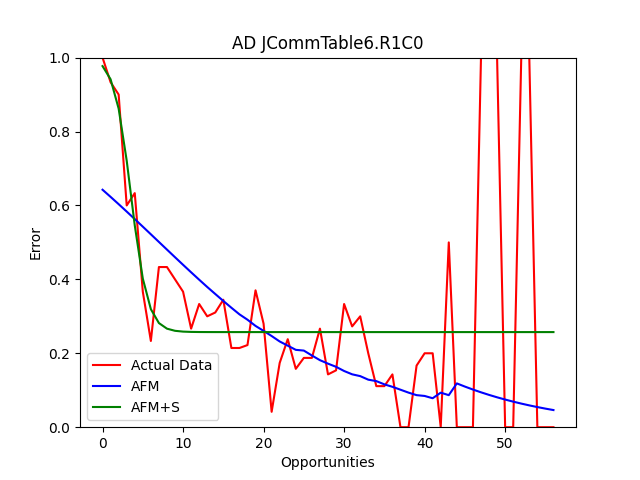 AD JCommTable6.R1C0
1.0
0.8
0.6
0.4
0.2
0.0
Error
Actual Data
AFM
AFM+S
0 10 20 30 40 50
Opportunities